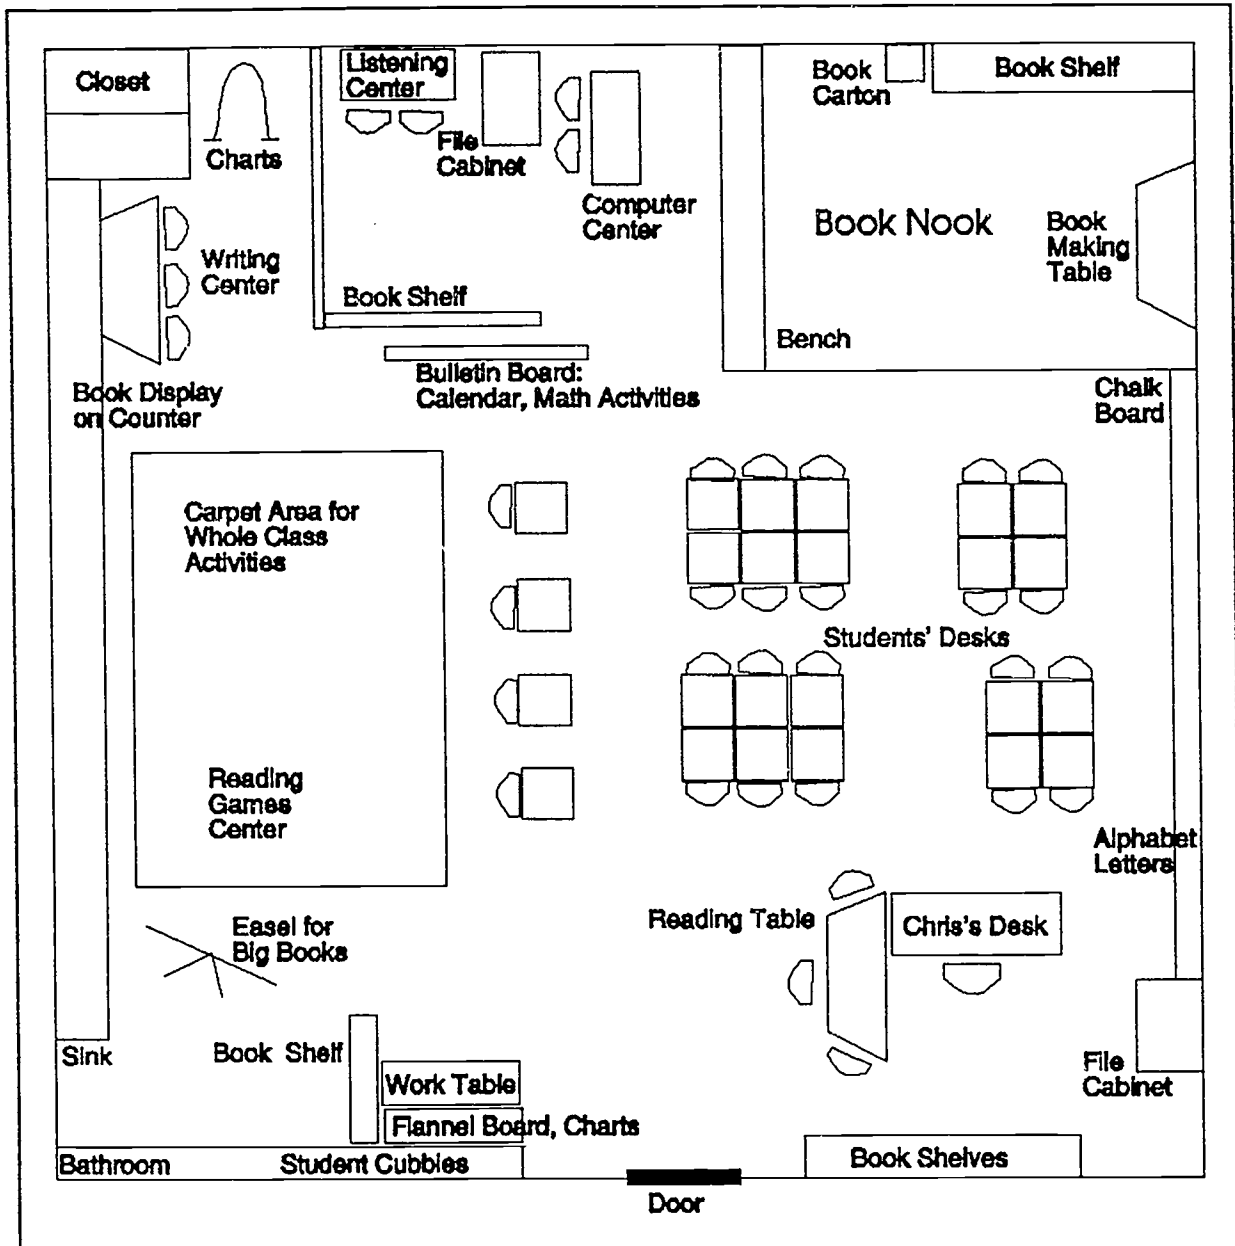 Closet
Charts
Listening
Center
File
Cabinet
Computer
Center
Book
Carton
Book Shelf
Book Nook
Book
Making
Table
Writing
Center
Book Shelf
Bench
Bulletin Board:
Calendar, Math Activities
Book Display
on Counter
Chalk
Board
Carpet Area for
Whole Class
Activities
Students' Desks
Reading
Games
Center
Alphabet
Letters
Easel for
Big Books
Reading Table
Chris's Desk
Sink
Book Shelf
Work Table
File
Cabinet
Flannel Board, Charts
Bathroom
Student Cubbies
Book Shelves
Door